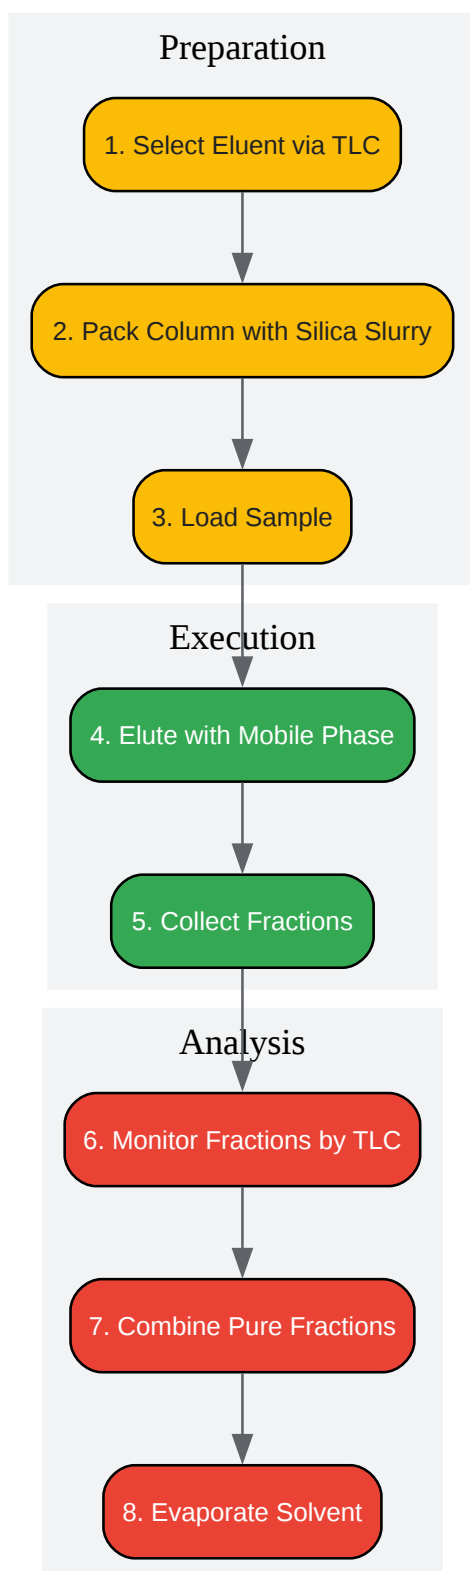 Preparation
1. Select Eluent via TLC
2. Pack Column with Silica Slurry
3. Load Sample
Execution
4. Elute with Mobile Phase
5. Collect Fractions
Analysis
6. Monitor Fractions by TLC
7. Combine Pure Fractions
8. Evaporate Solvent